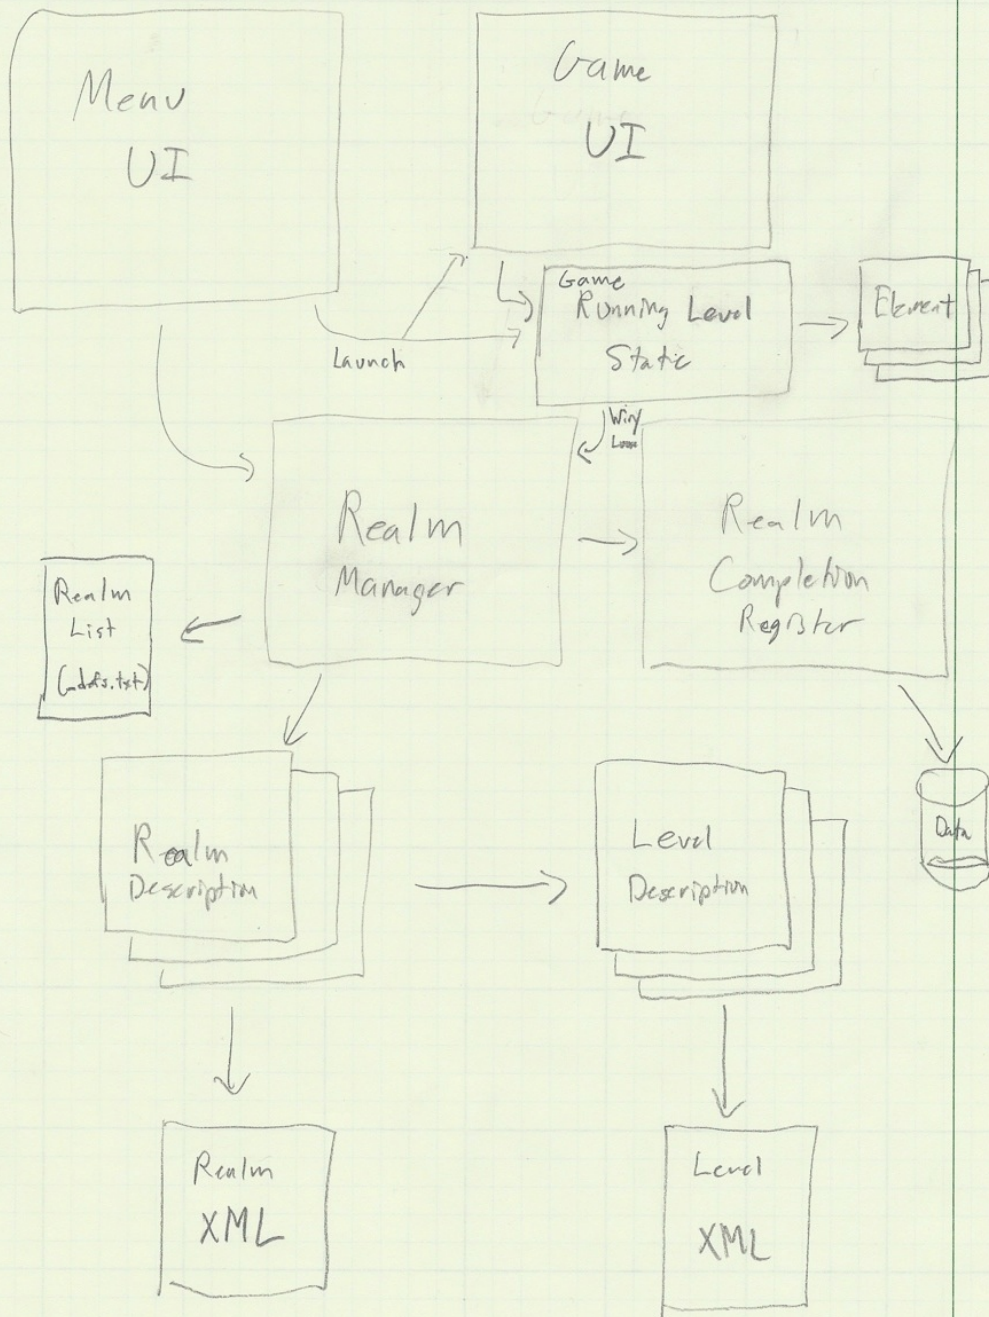 Menu
UI
Game
UI
Launch
Game
Running Level
Static
Element
Win/
Realm
Manager
Realm
Completion
Register
Realm
List
Realm
Description
Level
Description
Data
Realm
XML
Level
XML